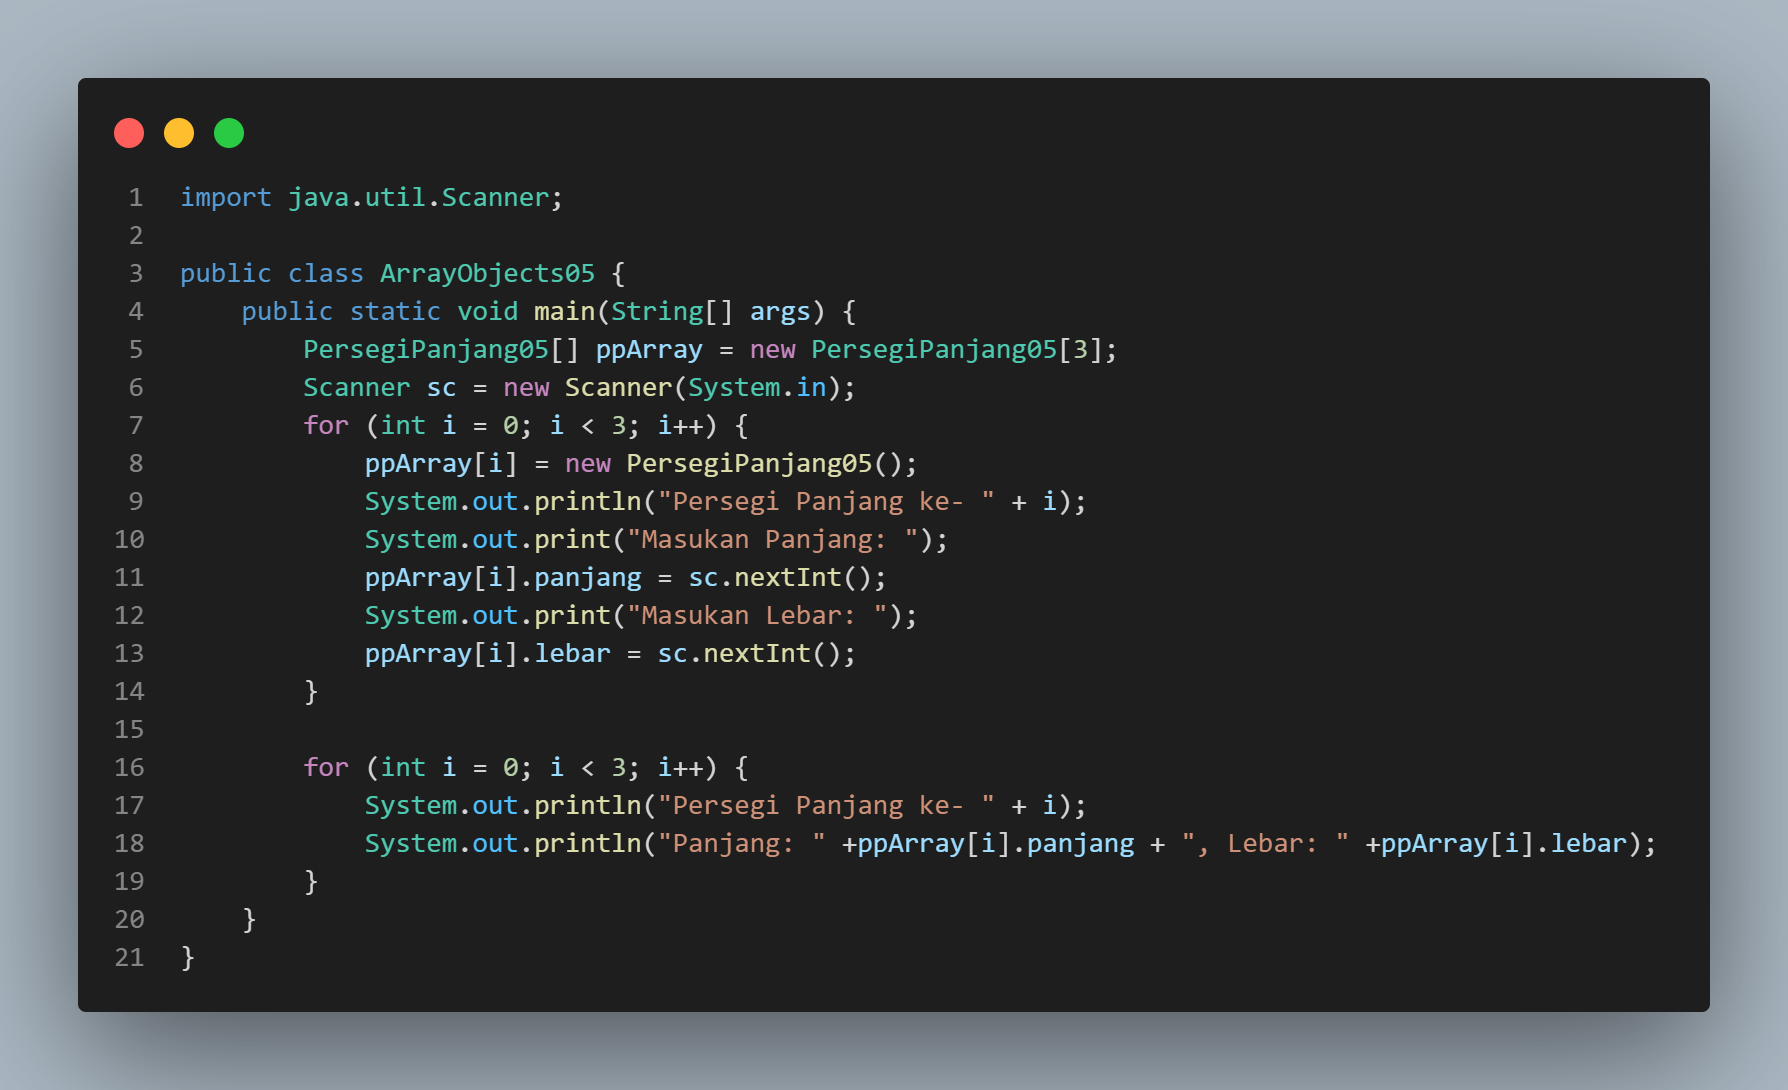 1 import java.util.Scanner;
2
3 public class ArrayObjects05 {
4     public static void main(String[] args) {
5         PersegiPanjang05[] ppArray = new PersegiPanjang05[3];
6         Scanner sc = new Scanner(System.in);
7         for (int i = 0; i < 3; i++) {
8             ppArray[i] = new PersegiPanjang05();
9             System.out.println("Persegi Panjang ke- " + i);
10             System.out.print("Masukan Panjang: ");
11             ppArray[i].panjang = sc.nextInt();
12             System.out.print("Masukan Lebar: ");
13             ppArray[i].lebar = sc.nextInt();
14         }
15
16         for (int i = 0; i < 3; i++) {
17             System.out.println("Persegi Panjang ke- " + i);
18             System.out.println("Panjang: " +ppArray[i].panjang + ", Lebar: " +ppArray[i].lebar);
19         }
20     }
21 }